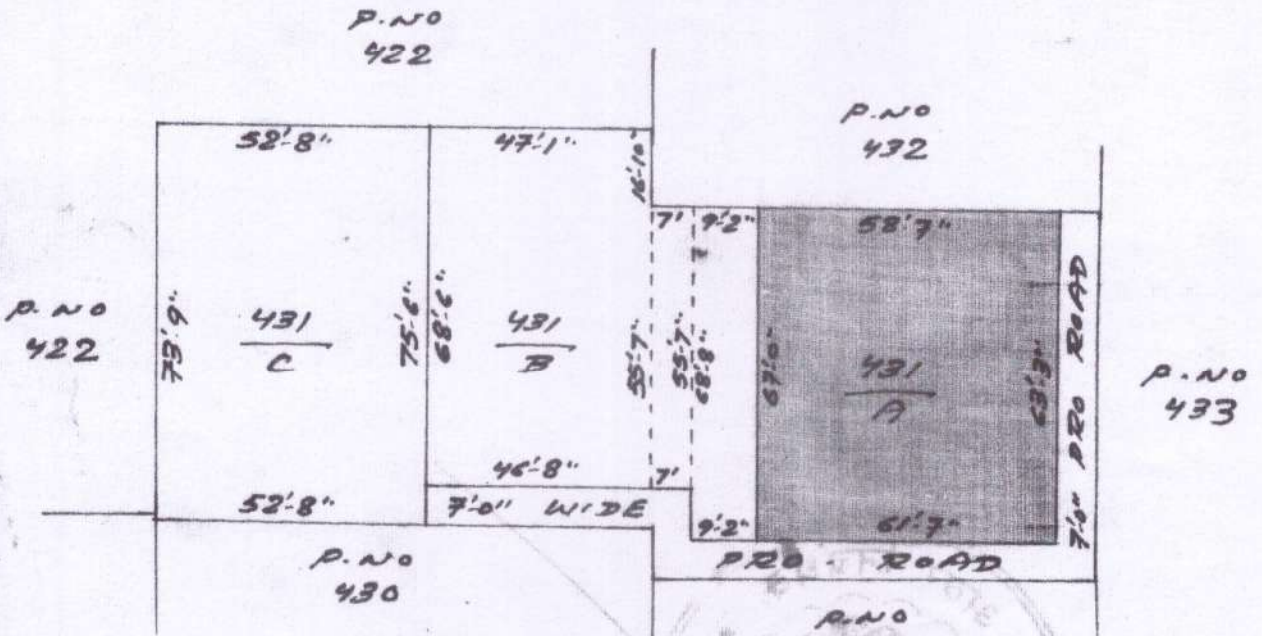 P.NO
422
P.NO
432
52'-8"
47'-1"
16'-10"
7'
9'-2"
58'-7"
P.NO
422
73'-9"
431
C
75'-6"
68'-6"
431
B
55'-7"
55'-7"
68'-8"
67'-0"
431
A
63'-3"
7'-0" PRO ROAD
P.NO
433
46'-8"
7'
52'-8"
7'-0" WIDE
9'-2"
61'-7"
PRO. ROAD
P.NO
430
P.NO